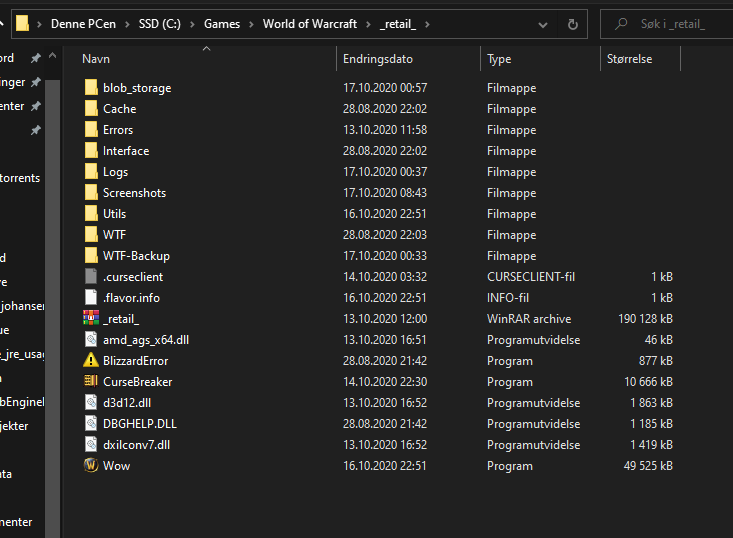 Denne PCen > SSD (C:) > Games > World of Warcraft > _retail_ >
Søk i _retail_
Navn Endringsdato Type Størrelse
blob_storage 17.10.2020 00:57 Filmappe
Cache 28.08.2020 22:02 Filmappe
Errors 13.10.2020 11:58 Filmappe
Interface 28.08.2020 22:02 Filmappe
Logs 17.10.2020 00:37 Filmappe
Screenshots 17.10.2020 08:43 Filmappe
Utils 16.10.2020 22:51 Filmappe
WTF 28.08.2020 22:03 Filmappe
WTF-Backup 17.10.2020 00:33 Filmappe
.curseclient 14.10.2020 03:32 CURSECLIENT-fil 1 kB
.flavor.info 16.10.2020 22:51 INFO-fil 1 kB
_retail_ 13.10.2020 12:00 WinRAR archive 190 128 kB
amd_ags_x64.dll 13.10.2020 16:51 Programutvidelse 46 kB
BlizzardError 28.08.2020 21:42 Program 877 kB
CurseBreaker 14.10.2020 22:30 Program 10 666 kB
d3d12.dll 13.10.2020 16:52 Programutvidelse 1 863 kB
DBGHELP.DLL 28.08.2020 21:42 Programutvidelse 1 185 kB
dxilconv7.dll 13.10.2020 16:52 Programutvidelse 1 419 kB
Wow 16.10.2020 22:51 Program 49 525 kB
ord
inger
enter
torrents
d
ve
johansen
ue
e_jre_usag
a
bEnginel
jekter
nta
menter